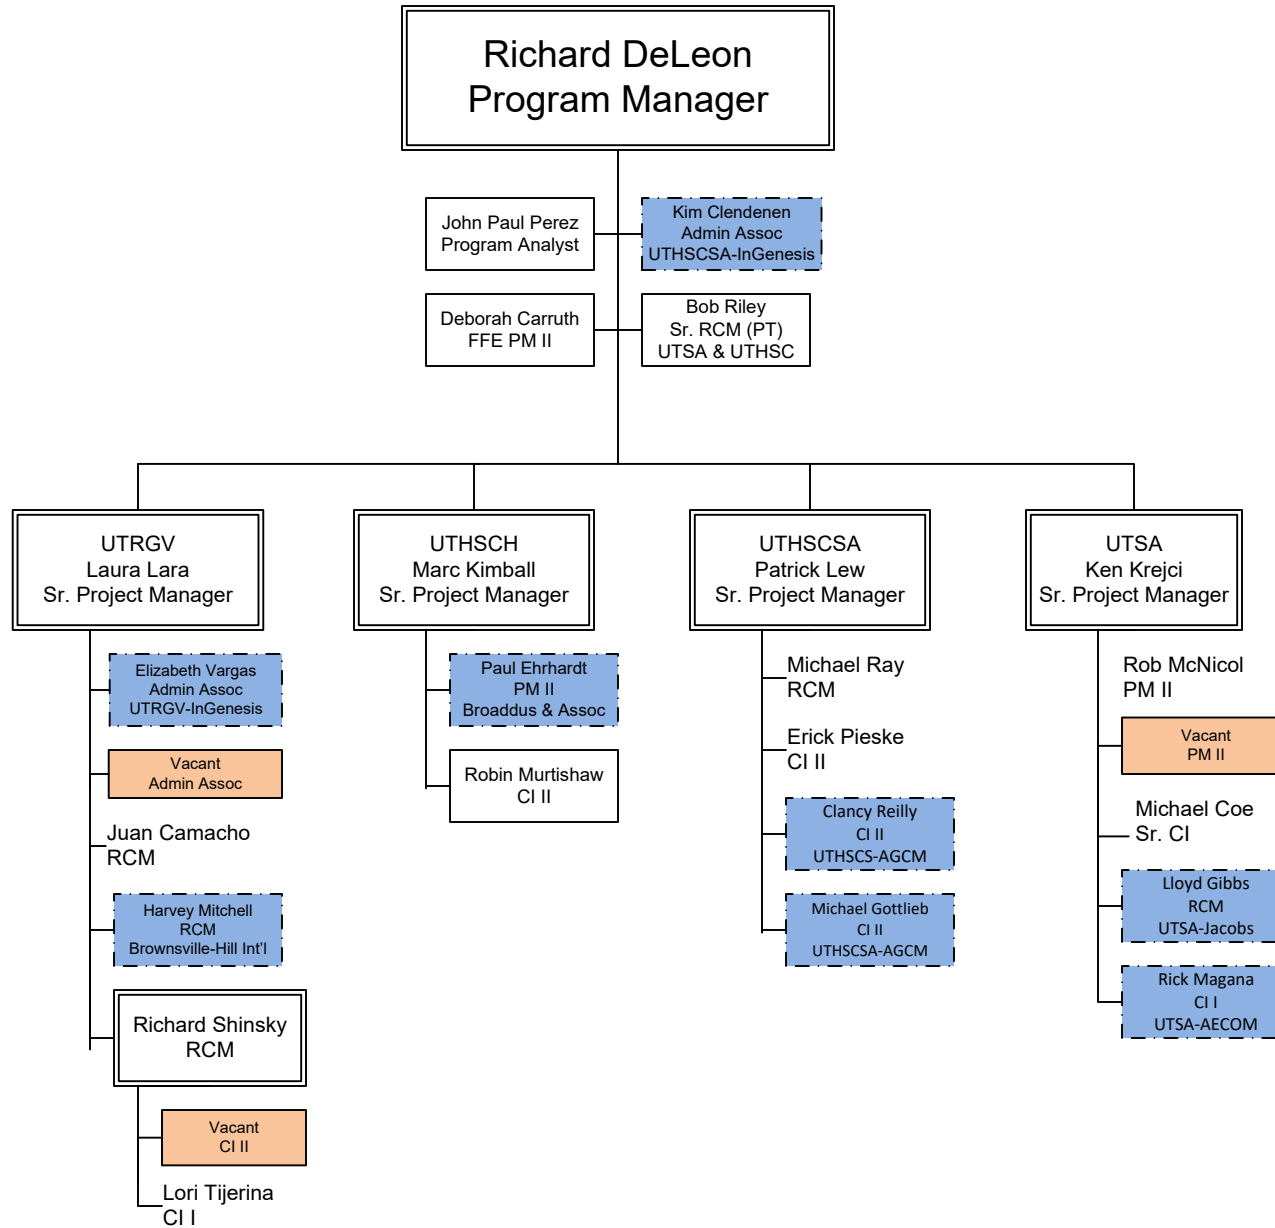 Richard DeLeon
Program Manager
John Paul Perez
Program Analyst
Kim Clendenen
Admin Assoc
UTHSCSA-InGenesis
Deborah Carruth
FFE PM II
Bob Riley
Sr. RCM (PT)
UTSA & UTHSC
UTRGV
Laura Lara
Sr. Project Manager
Elizabeth Vargas
Admin Assoc
UTRGV-InGenesis
Vacant
Admin Assoc
Juan Camacho
RCM
Harvey Mitchell
RCM
Brownsville-Hill Int’l
Richard Shinsky
RCM
Vacant
CI II
Lori Tijerina
CI I
UTHSCH
Marc Kimball
Sr. Project Manager
Paul Ehrhardt
PM II
Broaddus & Assoc
Robin Murtishaw
CI II
UTHSCSA
Patrick Lew
Sr. Project Manager
Michael Ray
RCM
Erick Pieske
CI II
Clancy Reilly
CI II
UTHSCS-AGCM
Michael Gottlieb
CI II
UTHSCSA-AGCM
UTSA
Ken Krejci
Sr. Project Manager
Rob McNicol
PM II
Vacant
PM II
Michael Coe
Sr. CI
Lloyd Gibbs
RCM
UTSA-Jacobs
Rick Magana
CI I
UTSA-AECOM